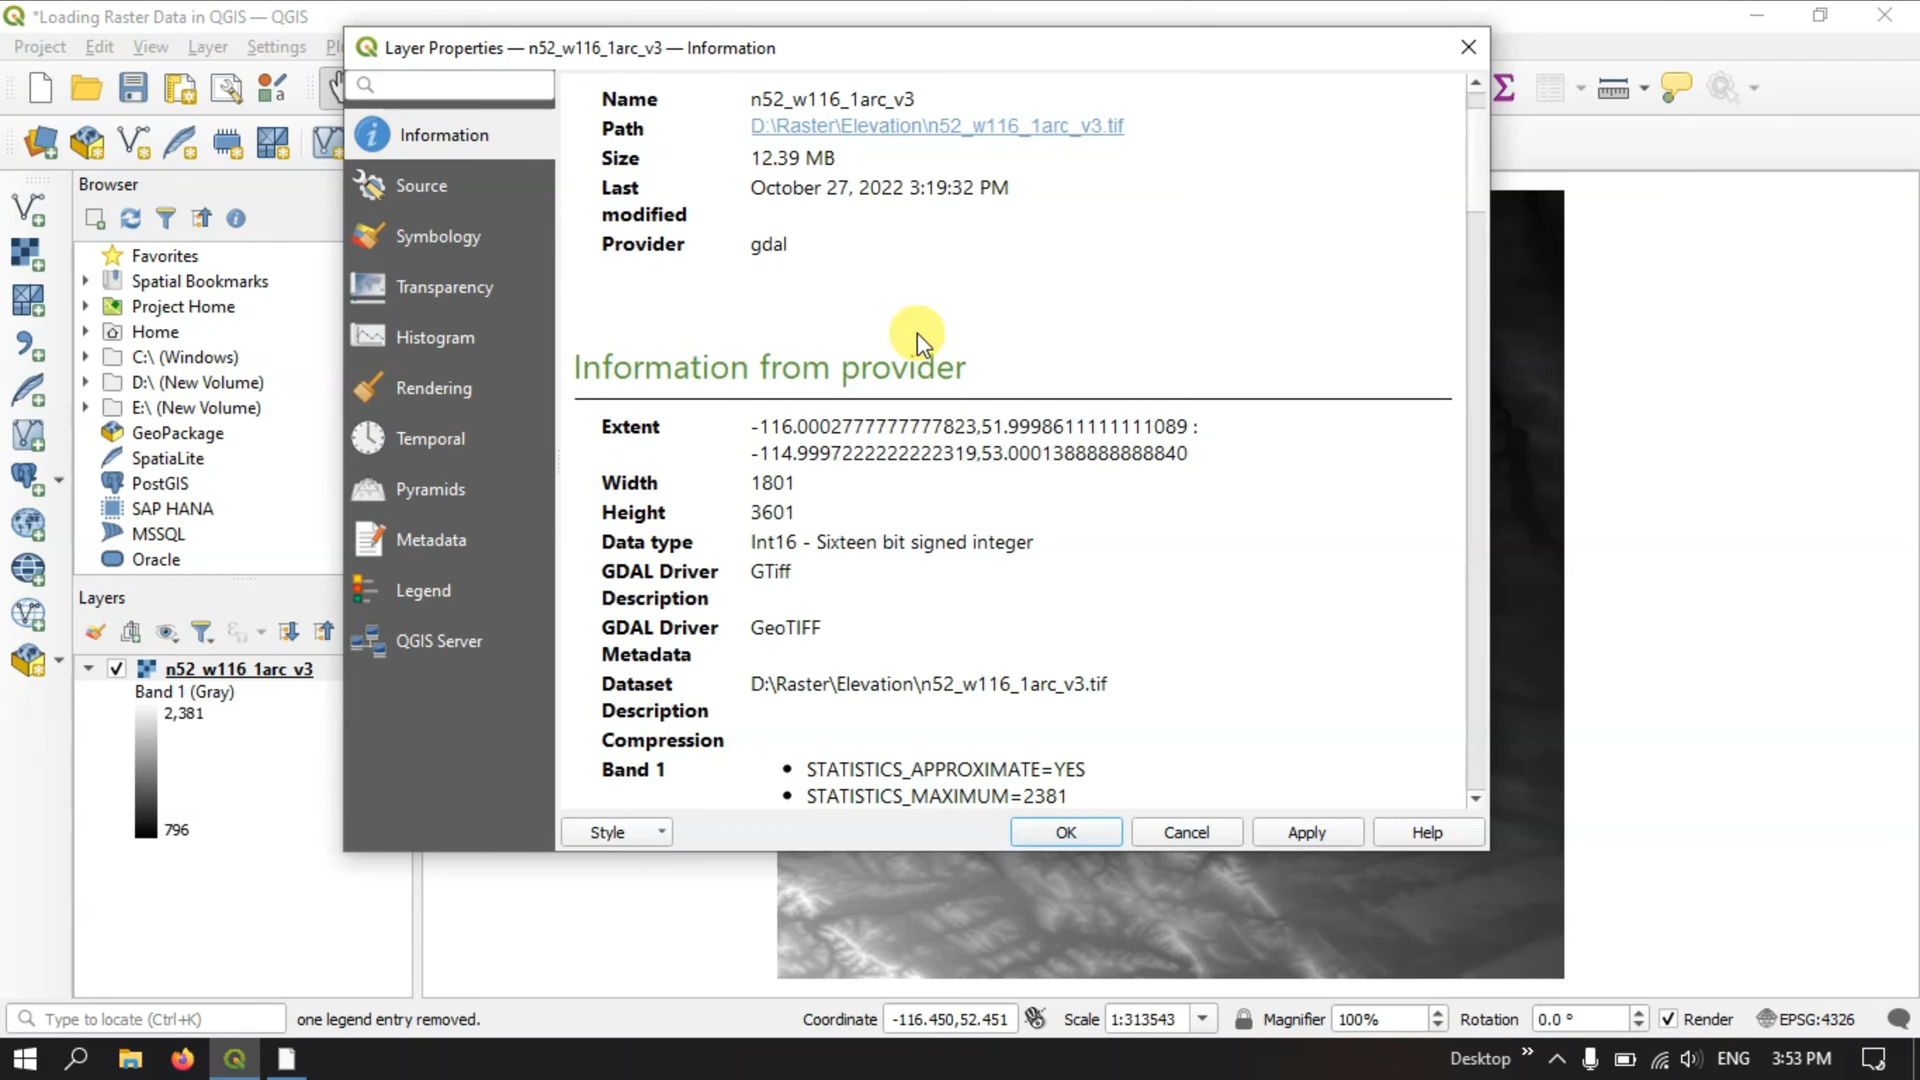 *Loading Raster Data in QGIS — QGIS
Project Edit View Layer Settings
Layer Properties — n52_w116_1arc_v3 — Information
Information
Source
Symbology
Transparency
Histogram
Rendering
Temporal
Pyramids
Metadata
Legend
QGIS Server
Name n52_w116_1arc_v3
Path D:\Raster\Elevation\n52_w116_1arc_v3.tif
Size 12.39 MB
Last modified October 27, 2022 3:19:32 PM
Provider gdal
Information from provider
Extent -116.0002777777777823,51.9998611111111089 :
-114.9997222222222319,53.0001388888888840
Width 1801
Height 3601
Data type Int16 - Sixteen bit signed integer
GDAL Driver Description GTiff
GDAL Driver Metadata GeoTIFF
Dataset Description D:\Raster\Elevation\n52_w116_1arc_v3.tif
Compression
Band 1 • STATISTICS_APPROXIMATE=YES
• STATISTICS_MAXIMUM=2381
Style OK Cancel Apply Help
Browser
Favorites
Spatial Bookmarks
Project Home
Home
C:\ (Windows)
D:\ (New Volume)
E:\ (New Volume)
GeoPackage
SpatiaLite
PostGIS
SAP HANA
MSSQL
Oracle
Layers
n52_w116_1arc_v3
Band 1 (Gray)
2,381
796
Type to locate (Ctrl+K) one legend entry removed. Coordinate -116.450,52.451 Scale 1:313543 Magnifier 100% Rotation 0.0 ° Render EPSG:4326
Desktop ENG 3:53 PM